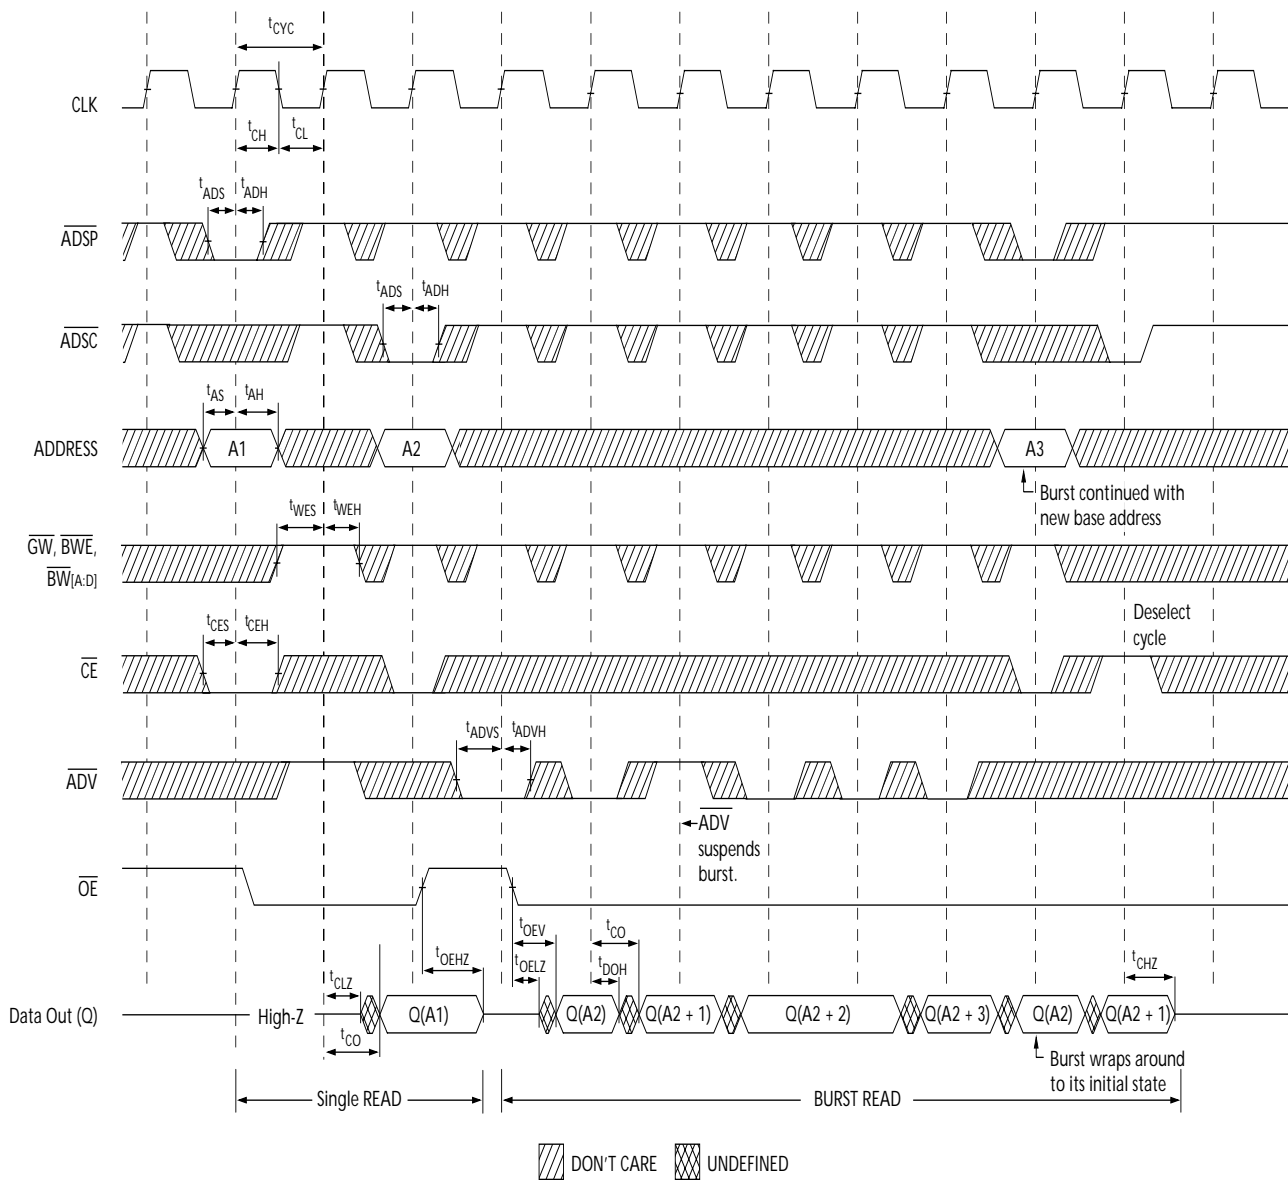 tCYC
CLK
tCH tCL
tADS tADH
ADSP
tADS tADH
ADSC
tAS tAH
ADDRESS A1 A2 A3
Burst continued with
new base address
tWES tWEH
GW, BWE,
BW[A:D]
Deselect
cycle
tCES tCEH
CE
tADVS tADVH
ADV
ADV
suspends
burst.
OE
tOEV tCO
tOEHZ tOELZ tDOH tCHZ
tCLZ
Data Out (Q) High-Z Q(A1) Q(A2) Q(A2 + 1) Q(A2 + 2) Q(A2 + 3) Q(A2) Q(A2 + 1)
tCO
Burst wraps around
to its initial state
Single READ BURST READ
DON'T CARE UNDEFINED